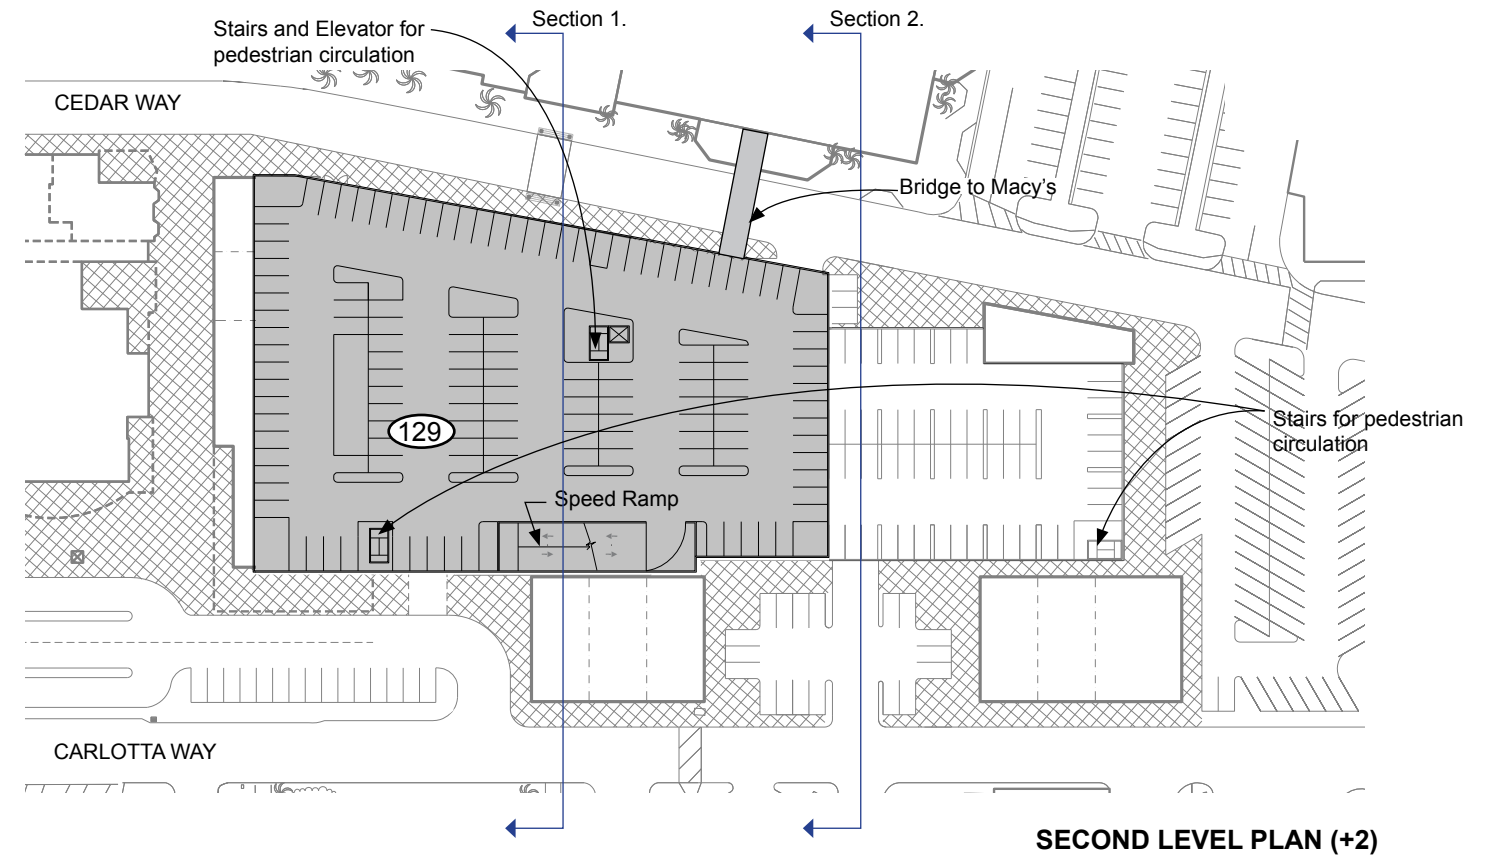 Section 1.
Section 2.
Stairs and Elevator for
pedestrian circulation
CEDAR WAY
Bridge to Macy's
Stairs for pedestrian
circulation
129
Speed Ramp
CARLOTTA WAY
SECOND LEVEL PLAN (+2)